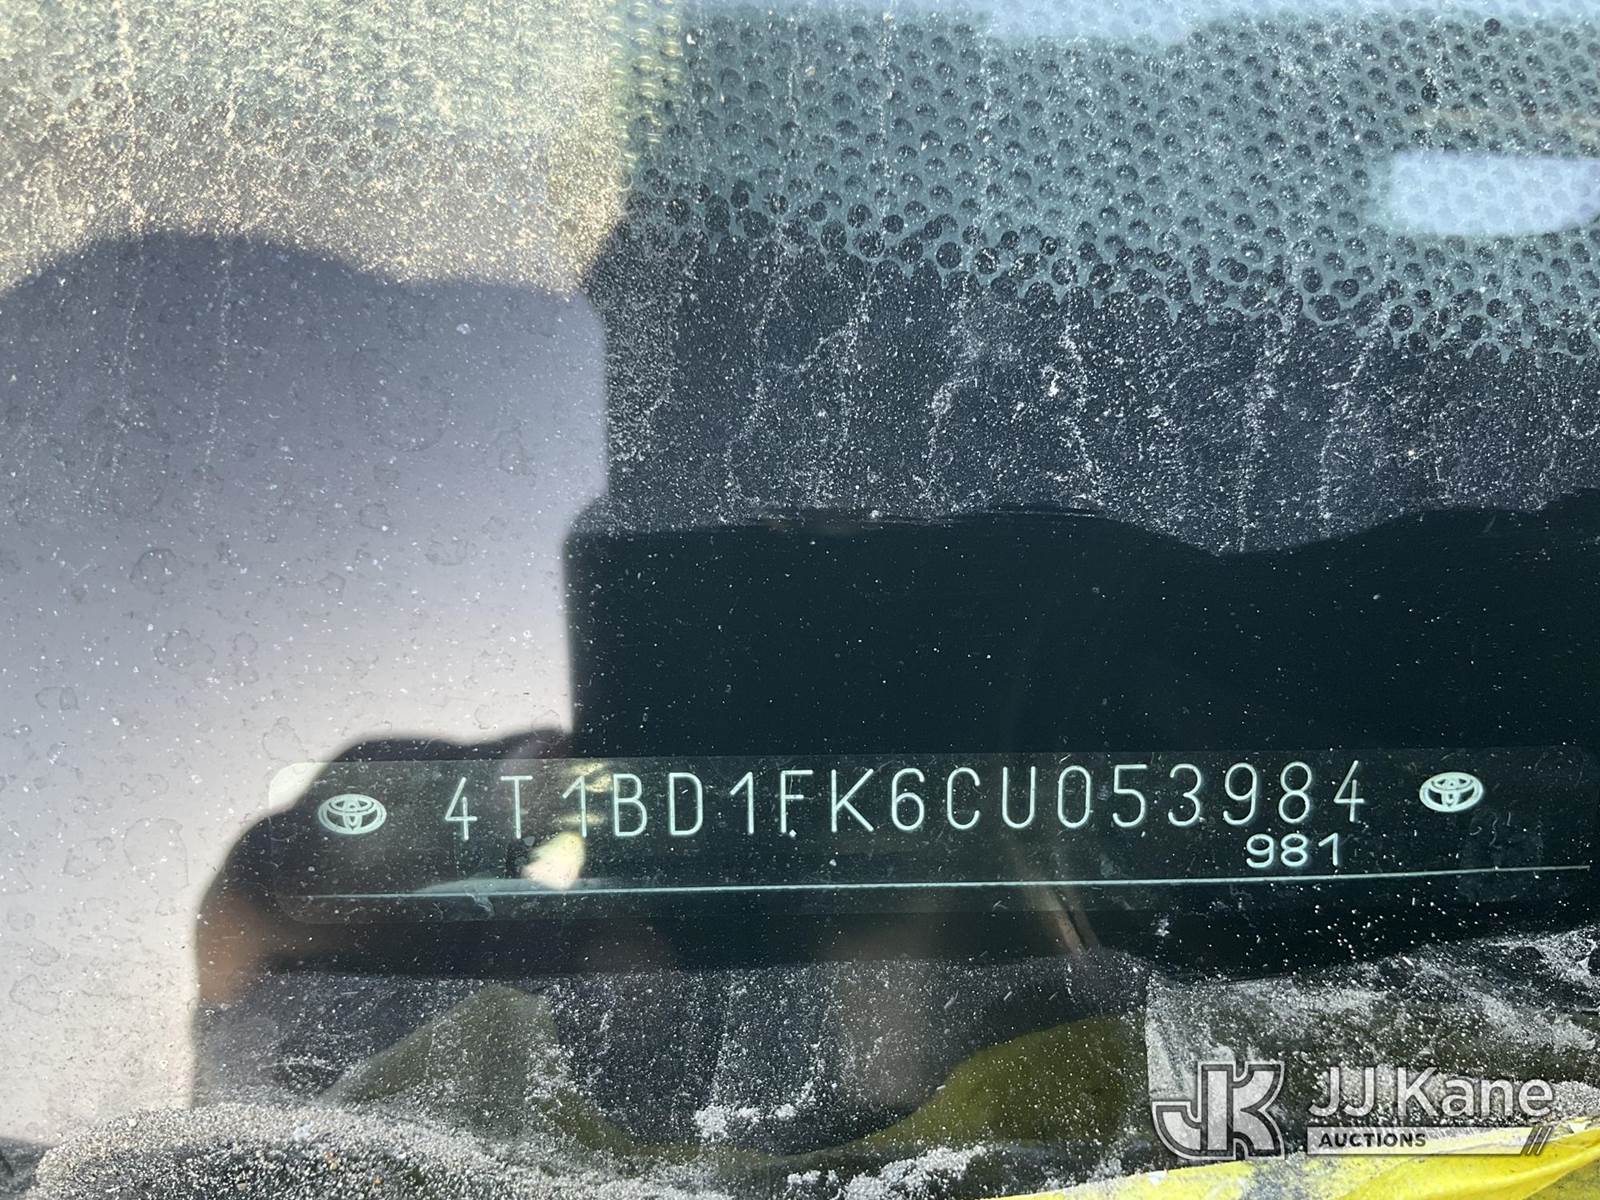 4T1BD1FK6CU053984
981
JJ Kane
AUCTIONS